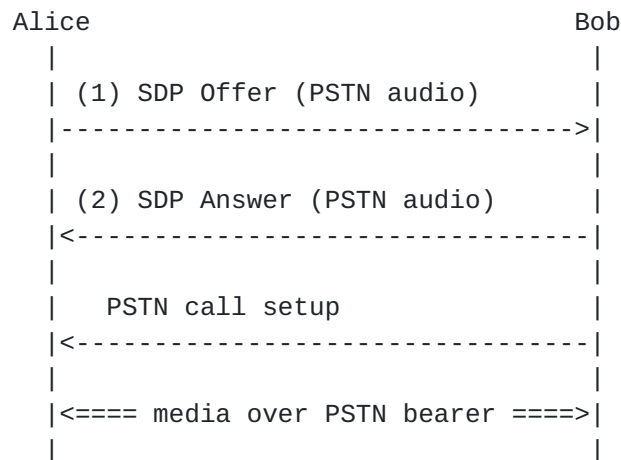 Alice                               Bob
  |                                  |
  | (1) SDP Offer (PSTN audio)       |
  |--------------------------------->|
  |                                  |
  | (2) SDP Answer (PSTN audio)      |
  |<---------------------------------|
  |                                  |
  |   PSTN call setup                |
  |<---------------------------------|
  |                                  |
  |<==== media over PSTN bearer ====>|
  |                                  |